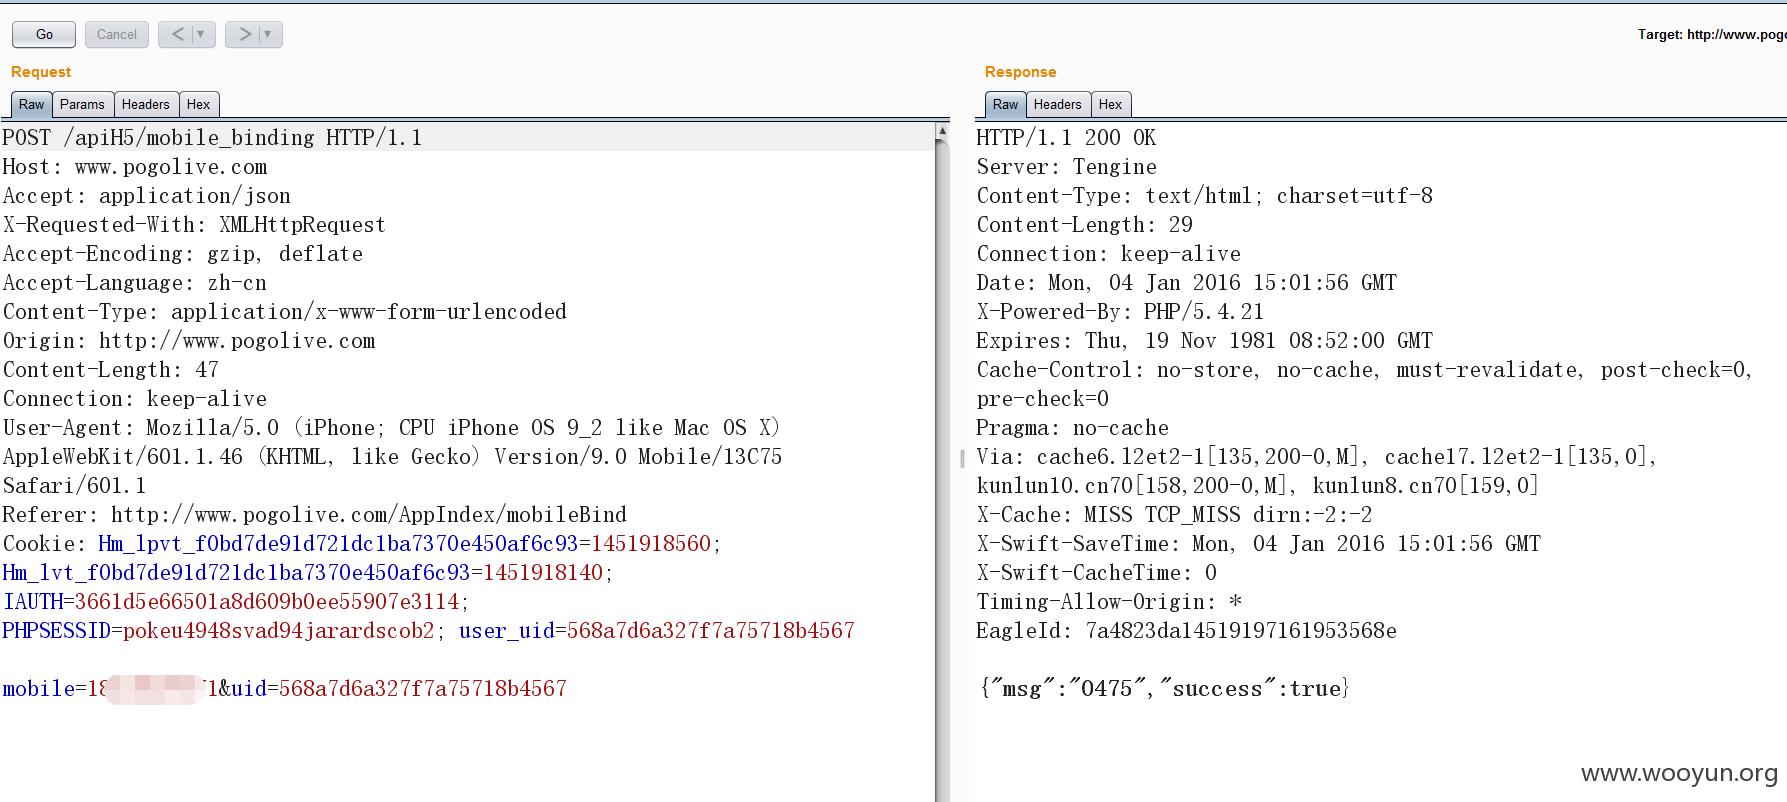 Go Cancel < ▼ > ▼
Target: http://www.pogo
Request
Raw Params Headers Hex
POST /apiH5/mobile_binding HTTP/1.1
Host: www.pogolive.com
Accept: application/json
X-Requested-With: XMLHttpRequest
Accept-Encoding: gzip, deflate
Accept-Language: zh-cn
Content-Type: application/x-www-form-urlencoded
Origin: http://www.pogolive.com
Content-Length: 47
Connection: keep-alive
User-Agent: Mozilla/5.0 (iPhone; CPU iPhone OS 9_2 like Mac OS X)
AppleWebKit/601.1.46 (KHTML, like Gecko) Version/9.0 Mobile/13C75
Safari/601.1
Referer: http://www.pogolive.com/AppIndex/mobileBind
Cookie: Hm_lpvt_f0bd7de91d721dc1ba7370e450af6c93=1451918560;
Hm_lvt_f0bd7de91d721dc1ba7370e450af6c93=1451918140;
IAUTH=3661d5e66501a8d609b0ee55907e3114;
PHPSESSID=pokeu4948svad94jarardscob2; user_uid=568a7d6a327f7a75718b4567
mobile=18 1&uid=568a7d6a327f7a75718b4567
Response
Raw Headers Hex
HTTP/1.1 200 OK
Server: Tengine
Content-Type: text/html; charset=utf-8
Content-Length: 29
Connection: keep-alive
Date: Mon, 04 Jan 2016 15:01:56 GMT
X-Powered-By: PHP/5.4.21
Expires: Thu, 19 Nov 1981 08:52:00 GMT
Cache-Control: no-store, no-cache, must-revalidate, post-check=0,
pre-check=0
Pragma: no-cache
Via: cache6.l2et2-1[135,200-0,M], cache17.l2et2-1[135,0],
kunlun10.cn70[158,200-0,M], kunlun8.cn70[159,0]
X-Cache: MISS TCP_MISS dirn:-2:-2
X-Swift-SaveTime: Mon, 04 Jan 2016 15:01:56 GMT
X-Swift-CacheTime: 0
Timing-Allow-Origin: *
EagleId: 7a4823da14519197161953568e
{"msg":"0475","success":true}
www.wooyun.org